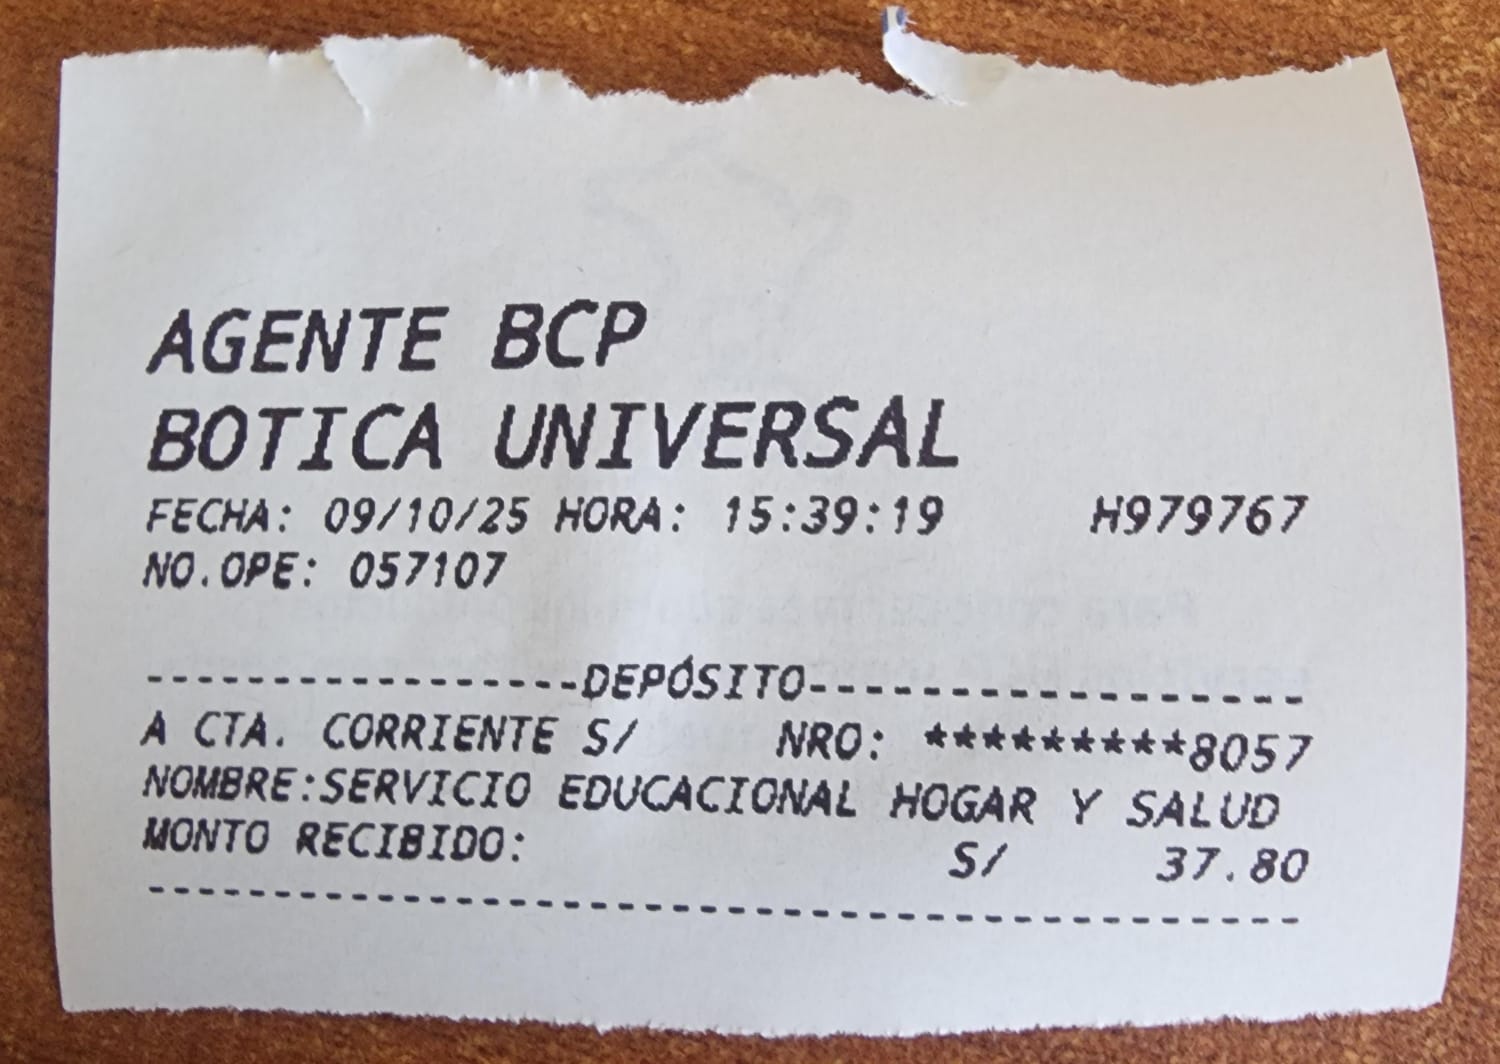 AGENTE BCP
BOTICA UNIVERSAL
FECHA: 09/10/25 HORA: 15:39:19 H979767
NO.OPE: 057107
-----------------DEPÓSITO------------------
A CTA. CORRIENTE S/ NRO: *********8057
NOMBRE:SERVICIO EDUCACIONAL HOGAR Y SALUD
MONTO RECIBIDO: S/ 37.80
-----------------------------------------